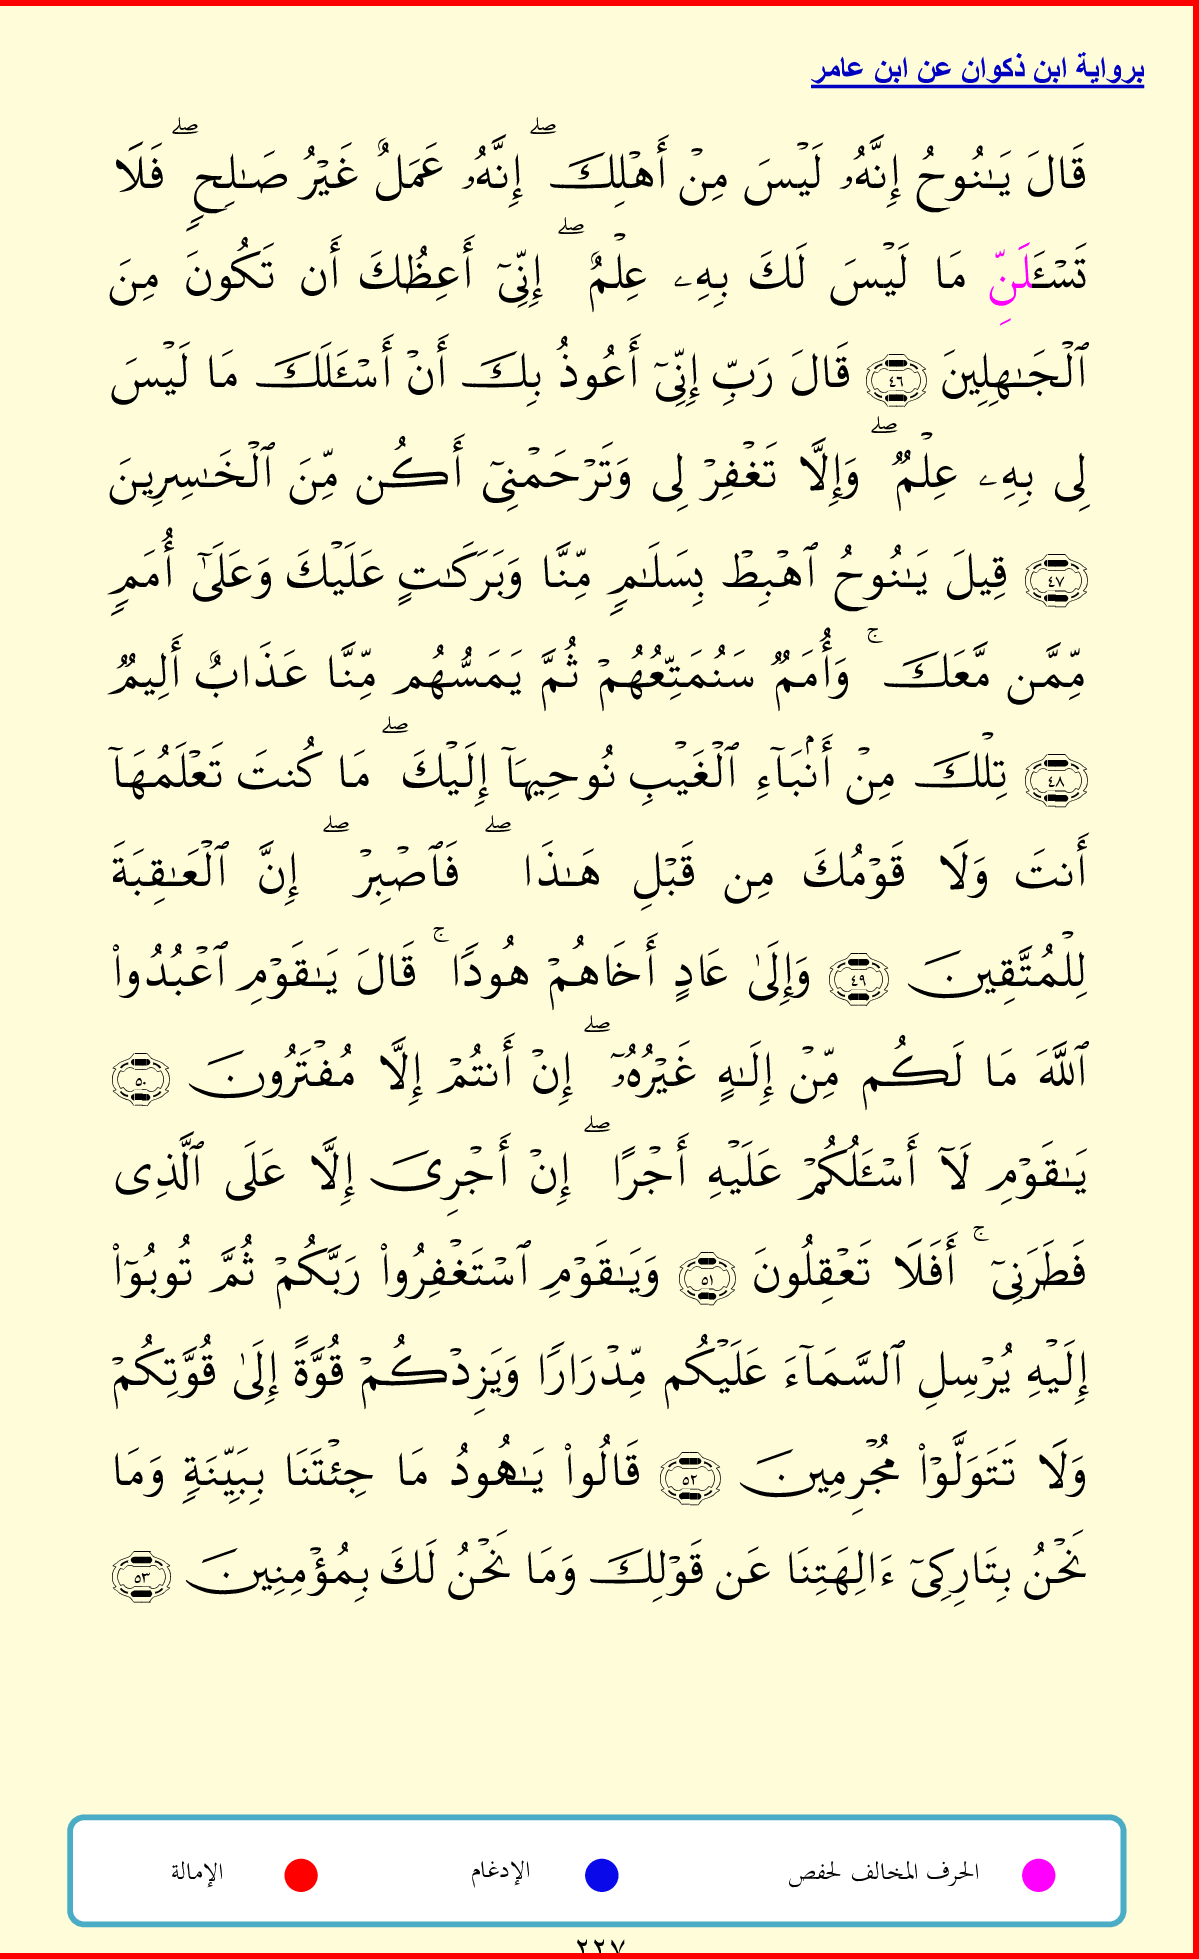 برواية ابن ذكوان عن ابن عامر
قَالَ يَـٰنُوحُ إِنَّهُۥ لَيْسَ مِنْ أَهْلِكَ ۖ إِنَّهُۥ عَمَلٌ غَيْرُ صَـٰلِحٍ ۖ فَلَا
تَسْـَٔلَنِّ مَا لَيْسَ لَكَ بِهِۦ عِلْمٌ ۖ إِنِّىٓ أَعِظُكَ أَن تَكُونَ مِنَ
ٱلْجَـٰهِلِينَ ٤٦ قَالَ رَبِّ إِنِّىٓ أَعُوذُ بِكَ أَنْ أَسْـَٔلَكَ مَا لَيْسَ
لِى بِهِۦ عِلْمٌ ۖ وَإِلَّا تَغْفِرْ لِى وَتَرْحَمْنِىٓ أَكُن مِّنَ ٱلْخَـٰسِرِينَ
٤٧ قِيلَ يَـٰنُوحُ ٱهْبِطْ بِسَلَـٰمٍ مِّنَّا وَبَرَكَـٰتٍ عَلَيْكَ وَعَلَىٰٓ أُمَمٍ
مِّمَّن مَّعَكَ ۚ وَأُمَمٌ سَنُمَتِّعُهُمْ ثُمَّ يَمَسُّهُم مِّنَّا عَذَابٌ أَلِيمٌ
٤٨ تِلْكَ مِنْ أَنۢبَآءِ ٱلْغَيْبِ نُوحِيهَآ إِلَيْكَ ۖ مَا كُنتَ تَعْلَمُهَآ
أَنتَ وَلَا قَوْمُكَ مِن قَبْلِ هَـٰذَا ۖ فَٱصْبِرْ ۖ إِنَّ ٱلْعَـٰقِبَةَ
لِلْمُتَّقِينَ ٤٩ وَإِلَىٰ عَادٍ أَخَاهُمْ هُودًا ۚ قَالَ يَـٰقَوْمِ ٱعْبُدُوا۟
ٱللَّهَ مَا لَكُم مِّنْ إِلَـٰهٍ غَيْرُهُۥٓ ۖ إِنْ أَنتُمْ إِلَّا مُفْتَرُونَ ٥٠
يَـٰقَوْمِ لَآ أَسْـَٔلُكُمْ عَلَيْهِ أَجْرًا ۖ إِنْ أَجْرِىَ إِلَّا عَلَى ٱلَّذِى
فَطَرَنِىٓ ۚ أَفَلَا تَعْقِلُونَ ٥١ وَيَـٰقَوْمِ ٱسْتَغْفِرُوا۟ رَبَّكُمْ ثُمَّ تُوبُوٓا۟
إِلَيْهِ يُرْسِلِ ٱلسَّمَآءَ عَلَيْكُم مِّدْرَارًا وَيَزِدْكُمْ قُوَّةً إِلَىٰ قُوَّتِكُمْ
وَلَا تَتَوَلَّوْا۟ مُجْرِمِينَ ٥٢ قَالُوا۟ يَـٰهُودُ مَا جِئْتَنَا بِبَيِّنَةٍ وَمَا
نَحْنُ بِتَارِكِىٓ ءَالِهَتِنَا عَن قَوْلِكَ وَمَا نَحْنُ لَكَ بِمُؤْمِنِينَ ٥٣
الحرف المخالف لحفص الإدغام الإمالة
٢٢٧